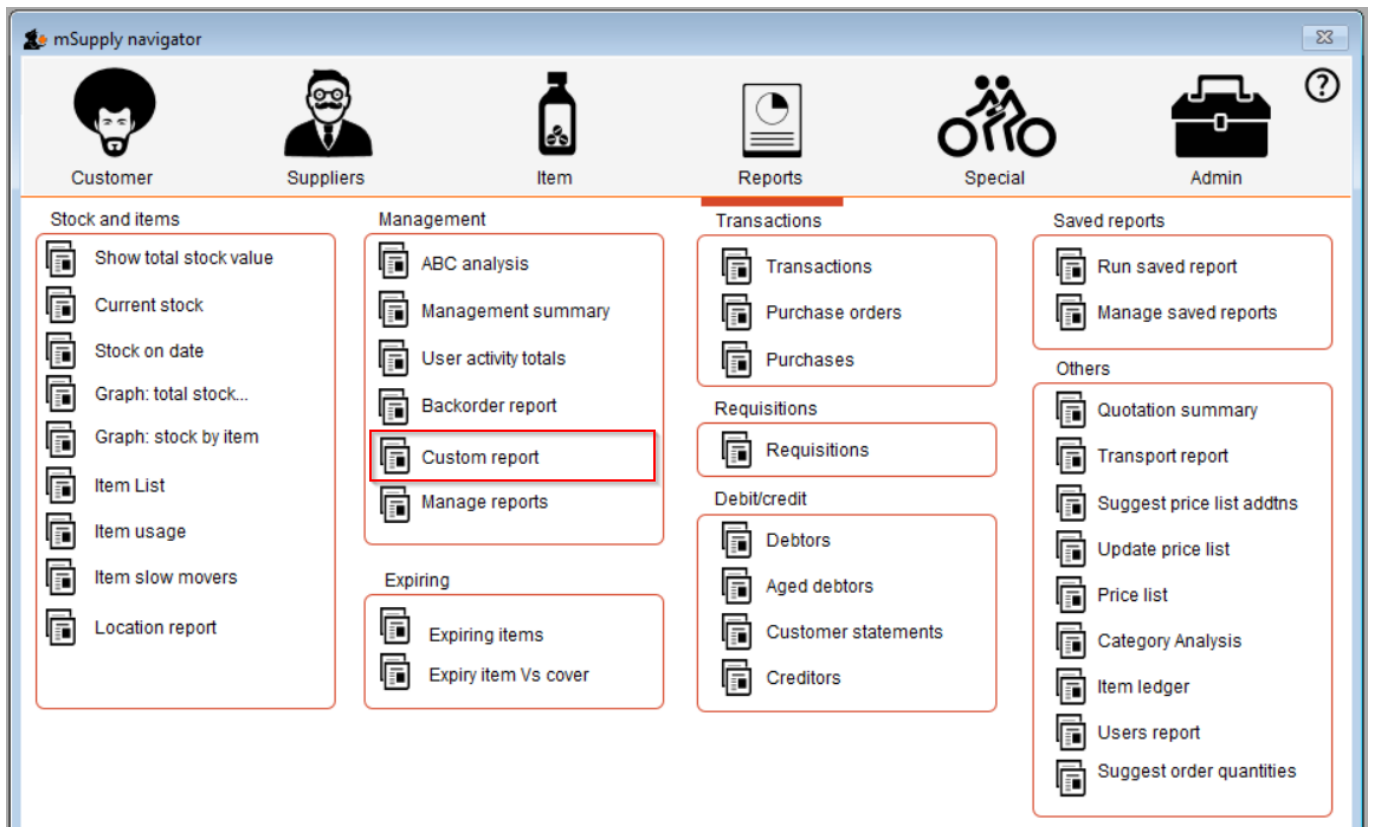 mSupply navigator
?
Customer
Suppliers
Item
Reports
Special
Admin
Stock and items
Show total stock value
Current stock
Stock on date
Graph: total stock...
Graph: stock by item
Item List
Item usage
Item slow movers
Location report
Management
ABC analysis
Management summary
User activity totals
Backorder report
Custom report
Manage reports
Expiring
Expiring items
Expiry item Vs cover
Transactions
Transactions
Purchase orders
Purchases
Requisitions
Requisitions
Debit/credit
Debtors
Aged debtors
Customer statements
Creditors
Saved reports
Run saved report
Manage saved reports
Others
Quotation summary
Transport report
Suggest price list addtns
Update price list
Price list
Category Analysis
Item ledger
Users report
Suggest order quantities